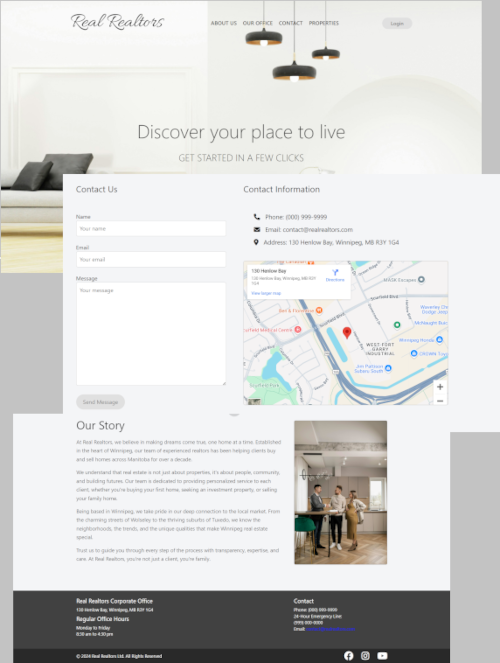 Real Realtors
ABOUT US OUR OFFICE CONTACT PROPERTIES
Login
Discover your place to live
GET STARTED IN A FEW CLICKS
Contact Us
Name
Your name
Email
Your email
Message
Your message
Send Message
Contact Information
Phone: (000) 999-9999
Email: contact@realrealtors.com
Address: 130 Henlow Bay, Winnipeg, MB R3Y 1G4
130 Henlow Bay
130 Henlow Bay, Winnipeg, MB R3Y
1G4
Directions
View larger map
MASK Escapes
WEST FORT
GARRY
INDUSTRIAL
Our Story
At Real Realtors, we believe in making dreams come true, one home at a time. Established
in the heart of Winnipeg, our team of experienced realtors has been helping clients buy
and sell homes across Manitoba for over a decade.
We understand that real estate is not just about properties, it's about people, community,
and building futures. Our team is dedicated to providing personalized service to each
client, whether you're buying your first home, seeking an investment property, or selling
your family home.
Being based in Winnipeg, we take pride in our deep connection to the local market. From
the charming streets of Wolseley to the thriving suburbs of Tuxedo, we know the
neighborhoods, the trends, and the unique qualities that make Winnipeg real estate
special.
Trust us to guide you through every step of the process with transparency, expertise, and
care. At Real Realtors, you're not just a client, you're family.
Real Realtors Corporate Office
130 Henlow Bay, Winnipeg, MB R3Y 1G4
Regular Office Hours
Monday to Friday
8:30 am to 4:30 pm
Contact
Phone: (000) 999-9999
24-Hour Emergency Line
(999) 000-0000
Email:
© 2024 Real Realtors Ltd. All Rights Reserved